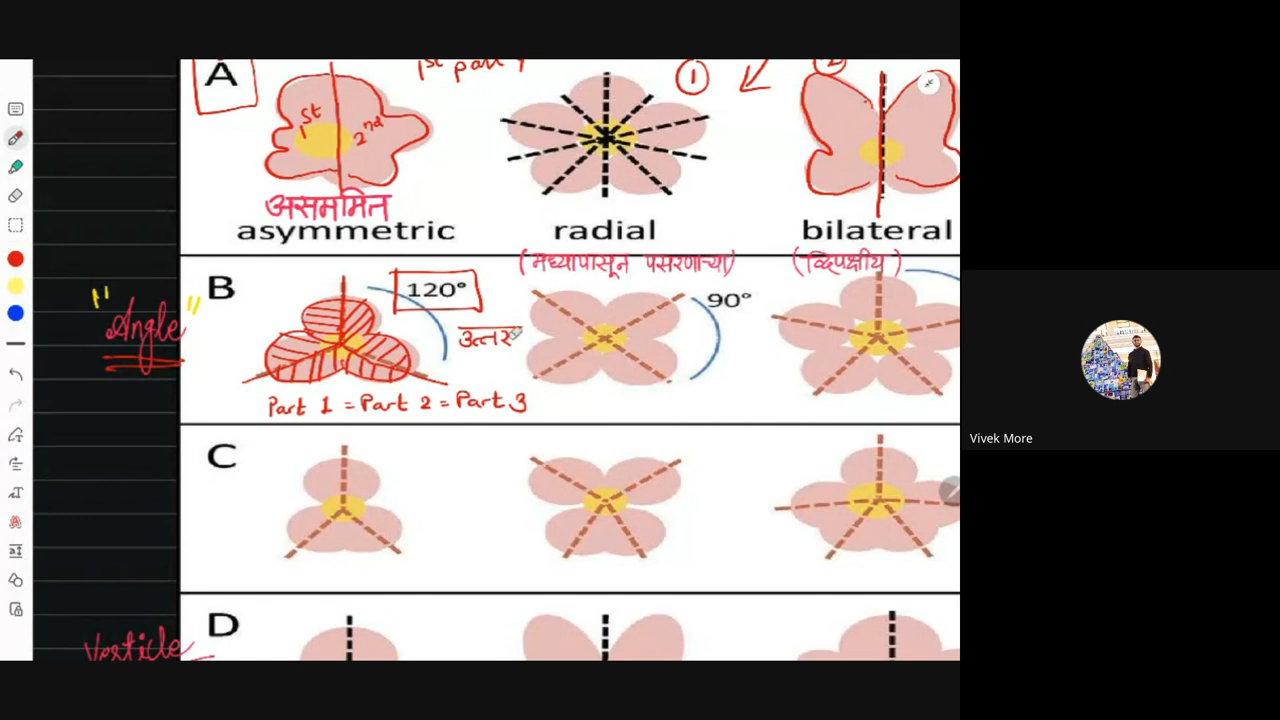 A
1st part
①
②
1st
2nd
असममित
asymmetric
radial
bilateral
(मध्यापासून पसरणाऱ्या)
(द्विपक्षीय)
B
120°
90°
"Angle"
उत्तर
Part 1 = Part 2 = Part 3
C
D
Verticle
Vivek More